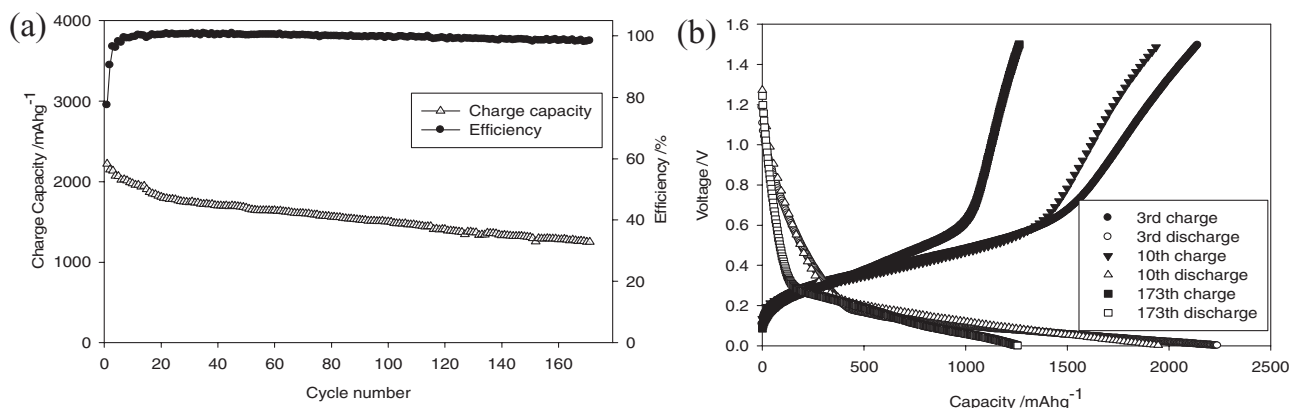 (a)
4000
3000
2000
1000
0
Charge Capacity /mAhg⁻¹
0 20 40 60 80 100 120 140 160
Cycle number
100
80
60
40
20
0
Efficiency /%
Charge capacity
Efficiency
(b)
1.6
1.4
1.2
1.0
0.8
0.6
0.4
0.2
0.0
Voltage /V
0 500 1000 1500 2000 2500
Capacity /mAhg⁻¹
3rd charge
3rd discharge
10th charge
10th discharge
173th charge
173th discharge